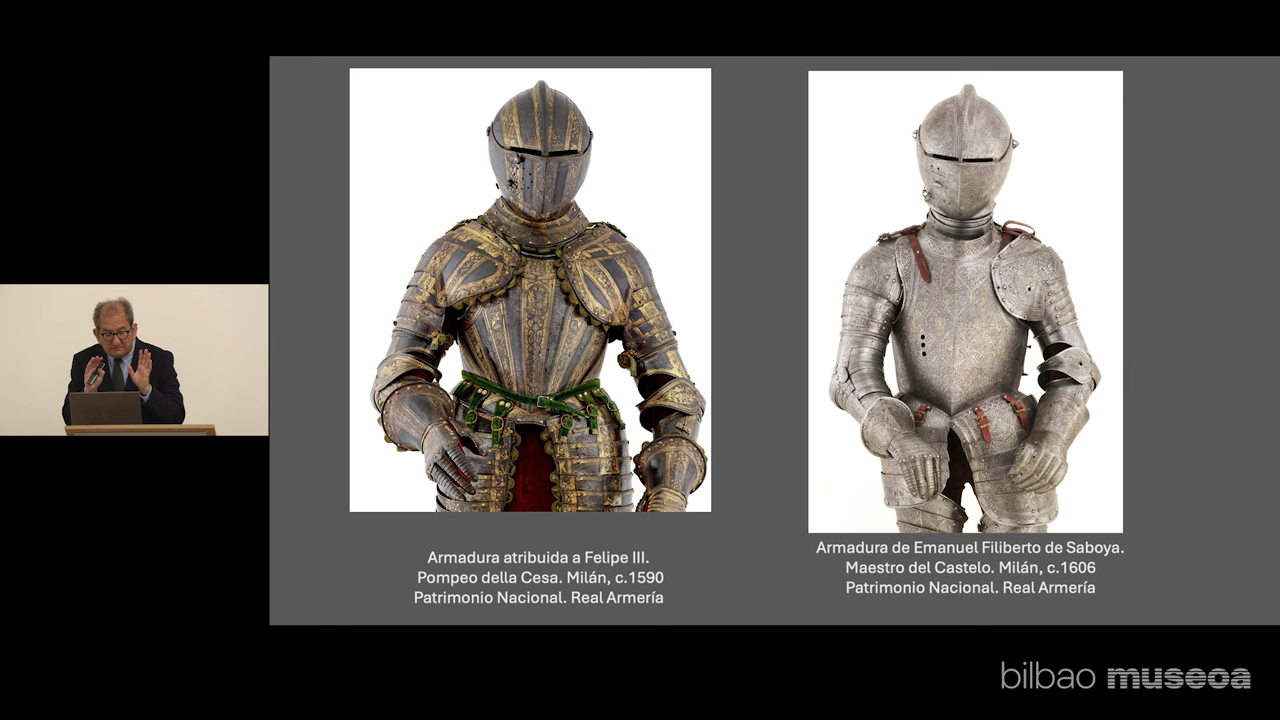 Armadura atribuida a Felipe III.
Pompeo della Cesa. Milán, c.1590
Patrimonio Nacional. Real Armería
Armadura de Emanuel Filiberto de Saboya.
Maestro del Castelo. Milán, c.1606
Patrimonio Nacional. Real Armería
bilbao museoa